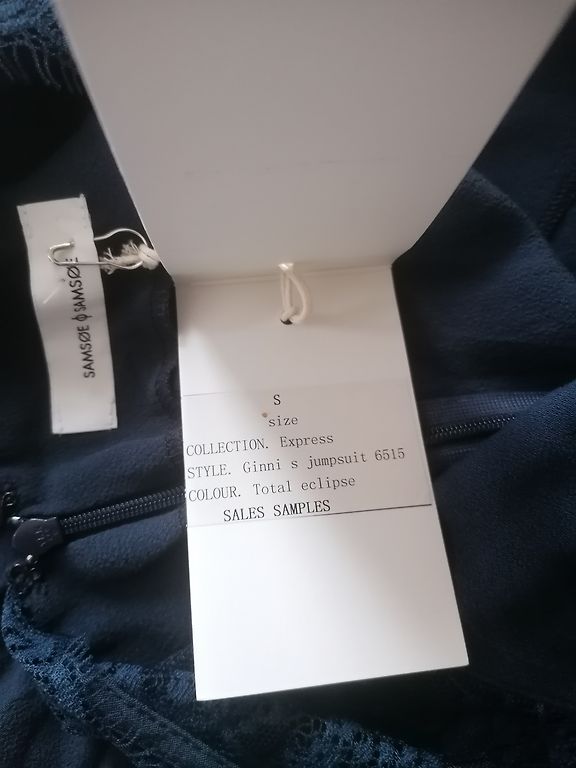 SAMSØE ɸ SAMSØE
S
size
COLLECTION. Express
STYLE. Ginni s jumpsuit 6515
COLOUR. Total eclipse
SALES SAMPLES